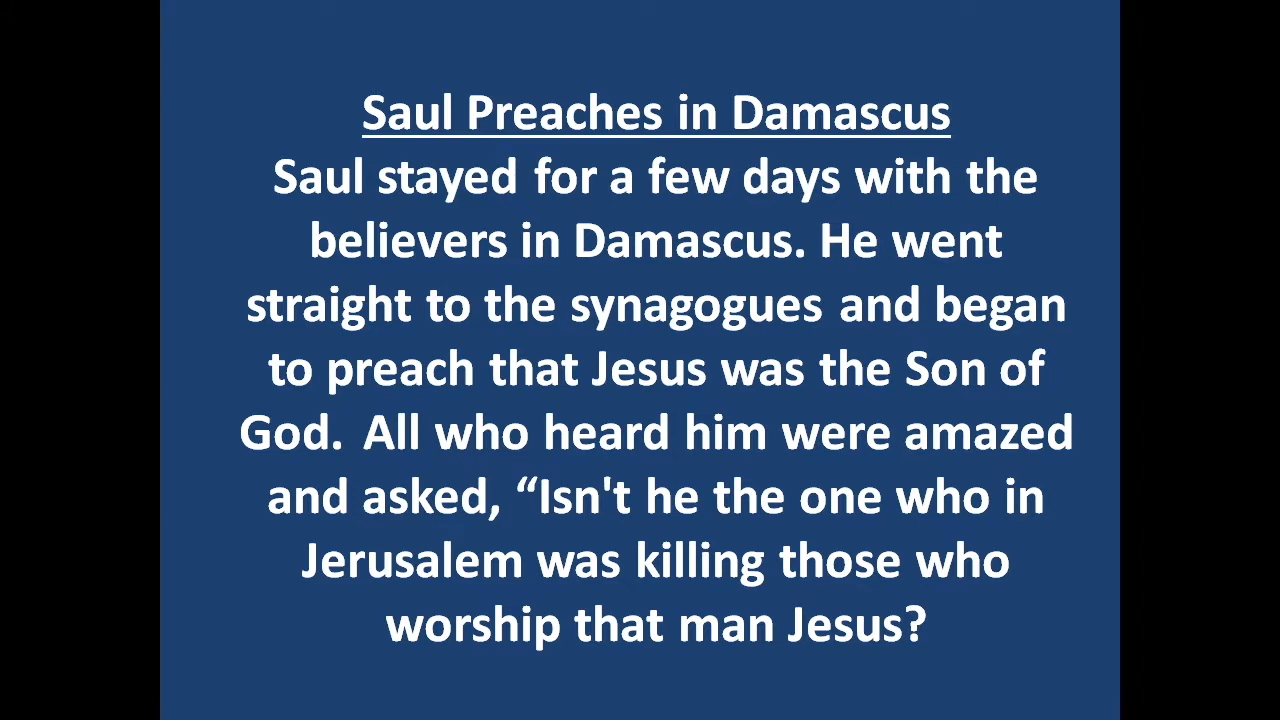 Saul Preaches in Damascus
Saul stayed for a few days with the
believers in Damascus. He went
straight to the synagogues and began
to preach that Jesus was the Son of
God. All who heard him were amazed
and asked, “Isn't he the one who in
Jerusalem was killing those who
worship that man Jesus?